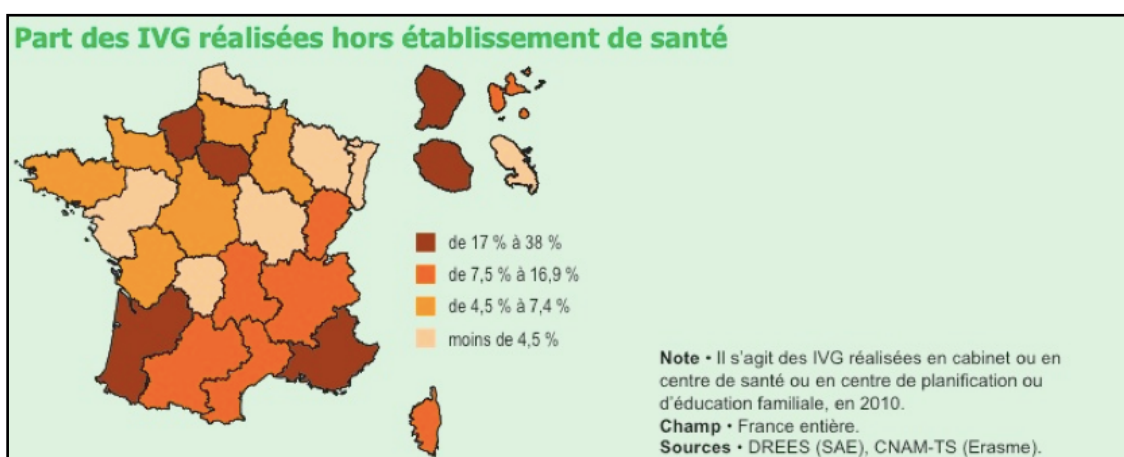 Part des IVG réalisées hors établissement de santé
de 17 % à 38 %
de 7,5 % à 16,9 %
de 4,5 % à 7,4 %
moins de 4,5 %
Note • Il s'agit des IVG réalisées en cabinet ou en
centre de santé ou en centre de planification ou
d'éducation familiale, en 2010.
Champ • France entière.
Sources • DREES (SAE), CNAM-TS (Erasme).